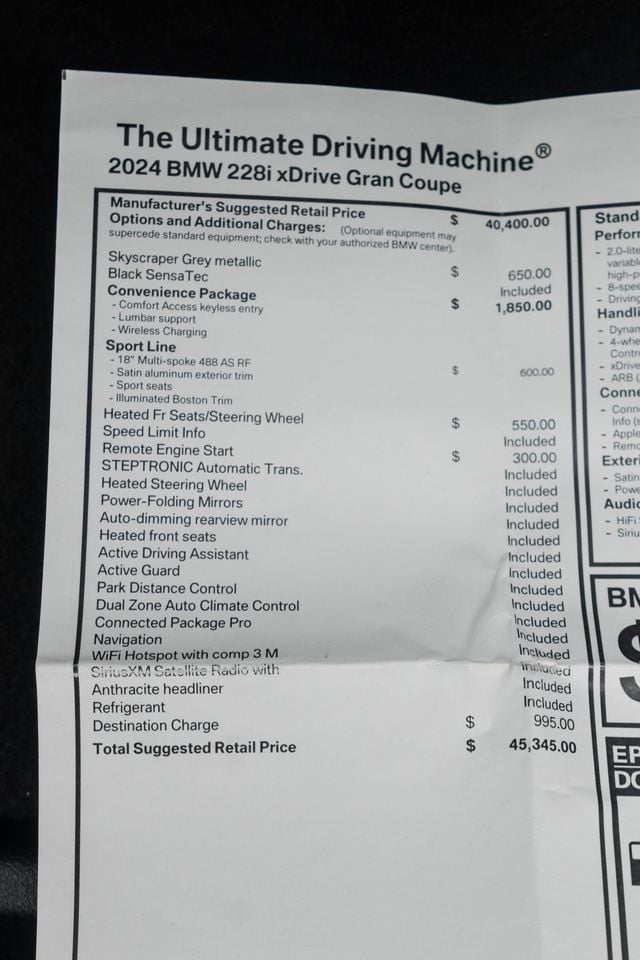 The Ultimate Driving Machine®
2024 BMW 228i xDrive Gran Coupe
Manufacturer's Suggested Retail Price $ 40,400.00
Options and Additional Charges: (Optional equipment may
supercede standard equipment; check with your authorized BMW center).
Skyscraper Grey metallic $ 650.00
Black SensaTec Included
Convenience Package $ 1,850.00
- Comfort Access keyless entry
- Lumbar support
- Wireless Charging
Sport Line $ 600.00
- 18" Multi-spoke 488 AS RF
- Satin aluminum exterior trim
- Sport seats
- Illuminated Boston Trim
Heated Fr Seats/Steering Wheel $ 550.00
Speed Limit Info Included
Remote Engine Start $ 300.00
STEPTRONIC Automatic Trans. Included
Heated Steering Wheel Included
Power-Folding Mirrors Included
Auto-dimming rearview mirror Included
Heated front seats Included
Active Driving Assistant Included
Active Guard Included
Park Distance Control Included
Dual Zone Auto Climate Control Included
Connected Package Pro Included
Navigation Included
WiFi Hotspot with comp 3 M Included
SiriusXM Satellite Radio with Included
Anthracite headliner Included
Refrigerant Included
Destination Charge $ 995.00
Total Suggested Retail Price $ 45,345.00
Stand
Perfor
- 2.0-lite
variabl
high-p
- 8-spee
- Driving
Handli
- Dynam
- 4-whe
Contr
- xDrive
- ARB (
Conne
- Conn
Info (s
- Apple
- Remo
Exteri
- Satin
- Powe
Audio
- HiFi
- Siriu
BM
$
EP
DO